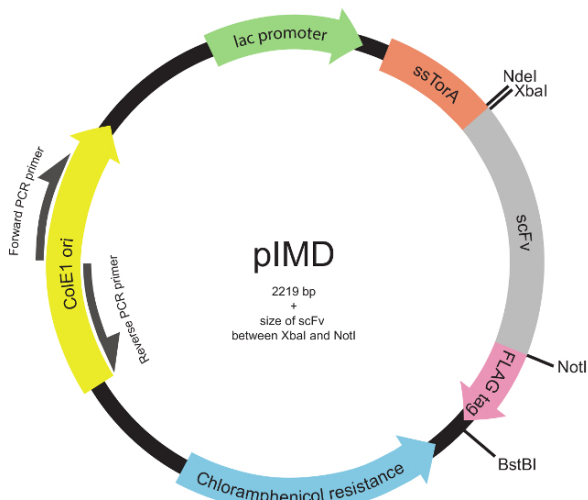 lac promoter
ssTorA
NdeI
XbaI
scFv
NotI
FLAG tag
BstBI
Chloramphenicol resistance
ColE1 ori
Forward PCR primer
Reverse PCR primer
pIMD
2219 bp
+
size of scFv
between XbaI and NotI